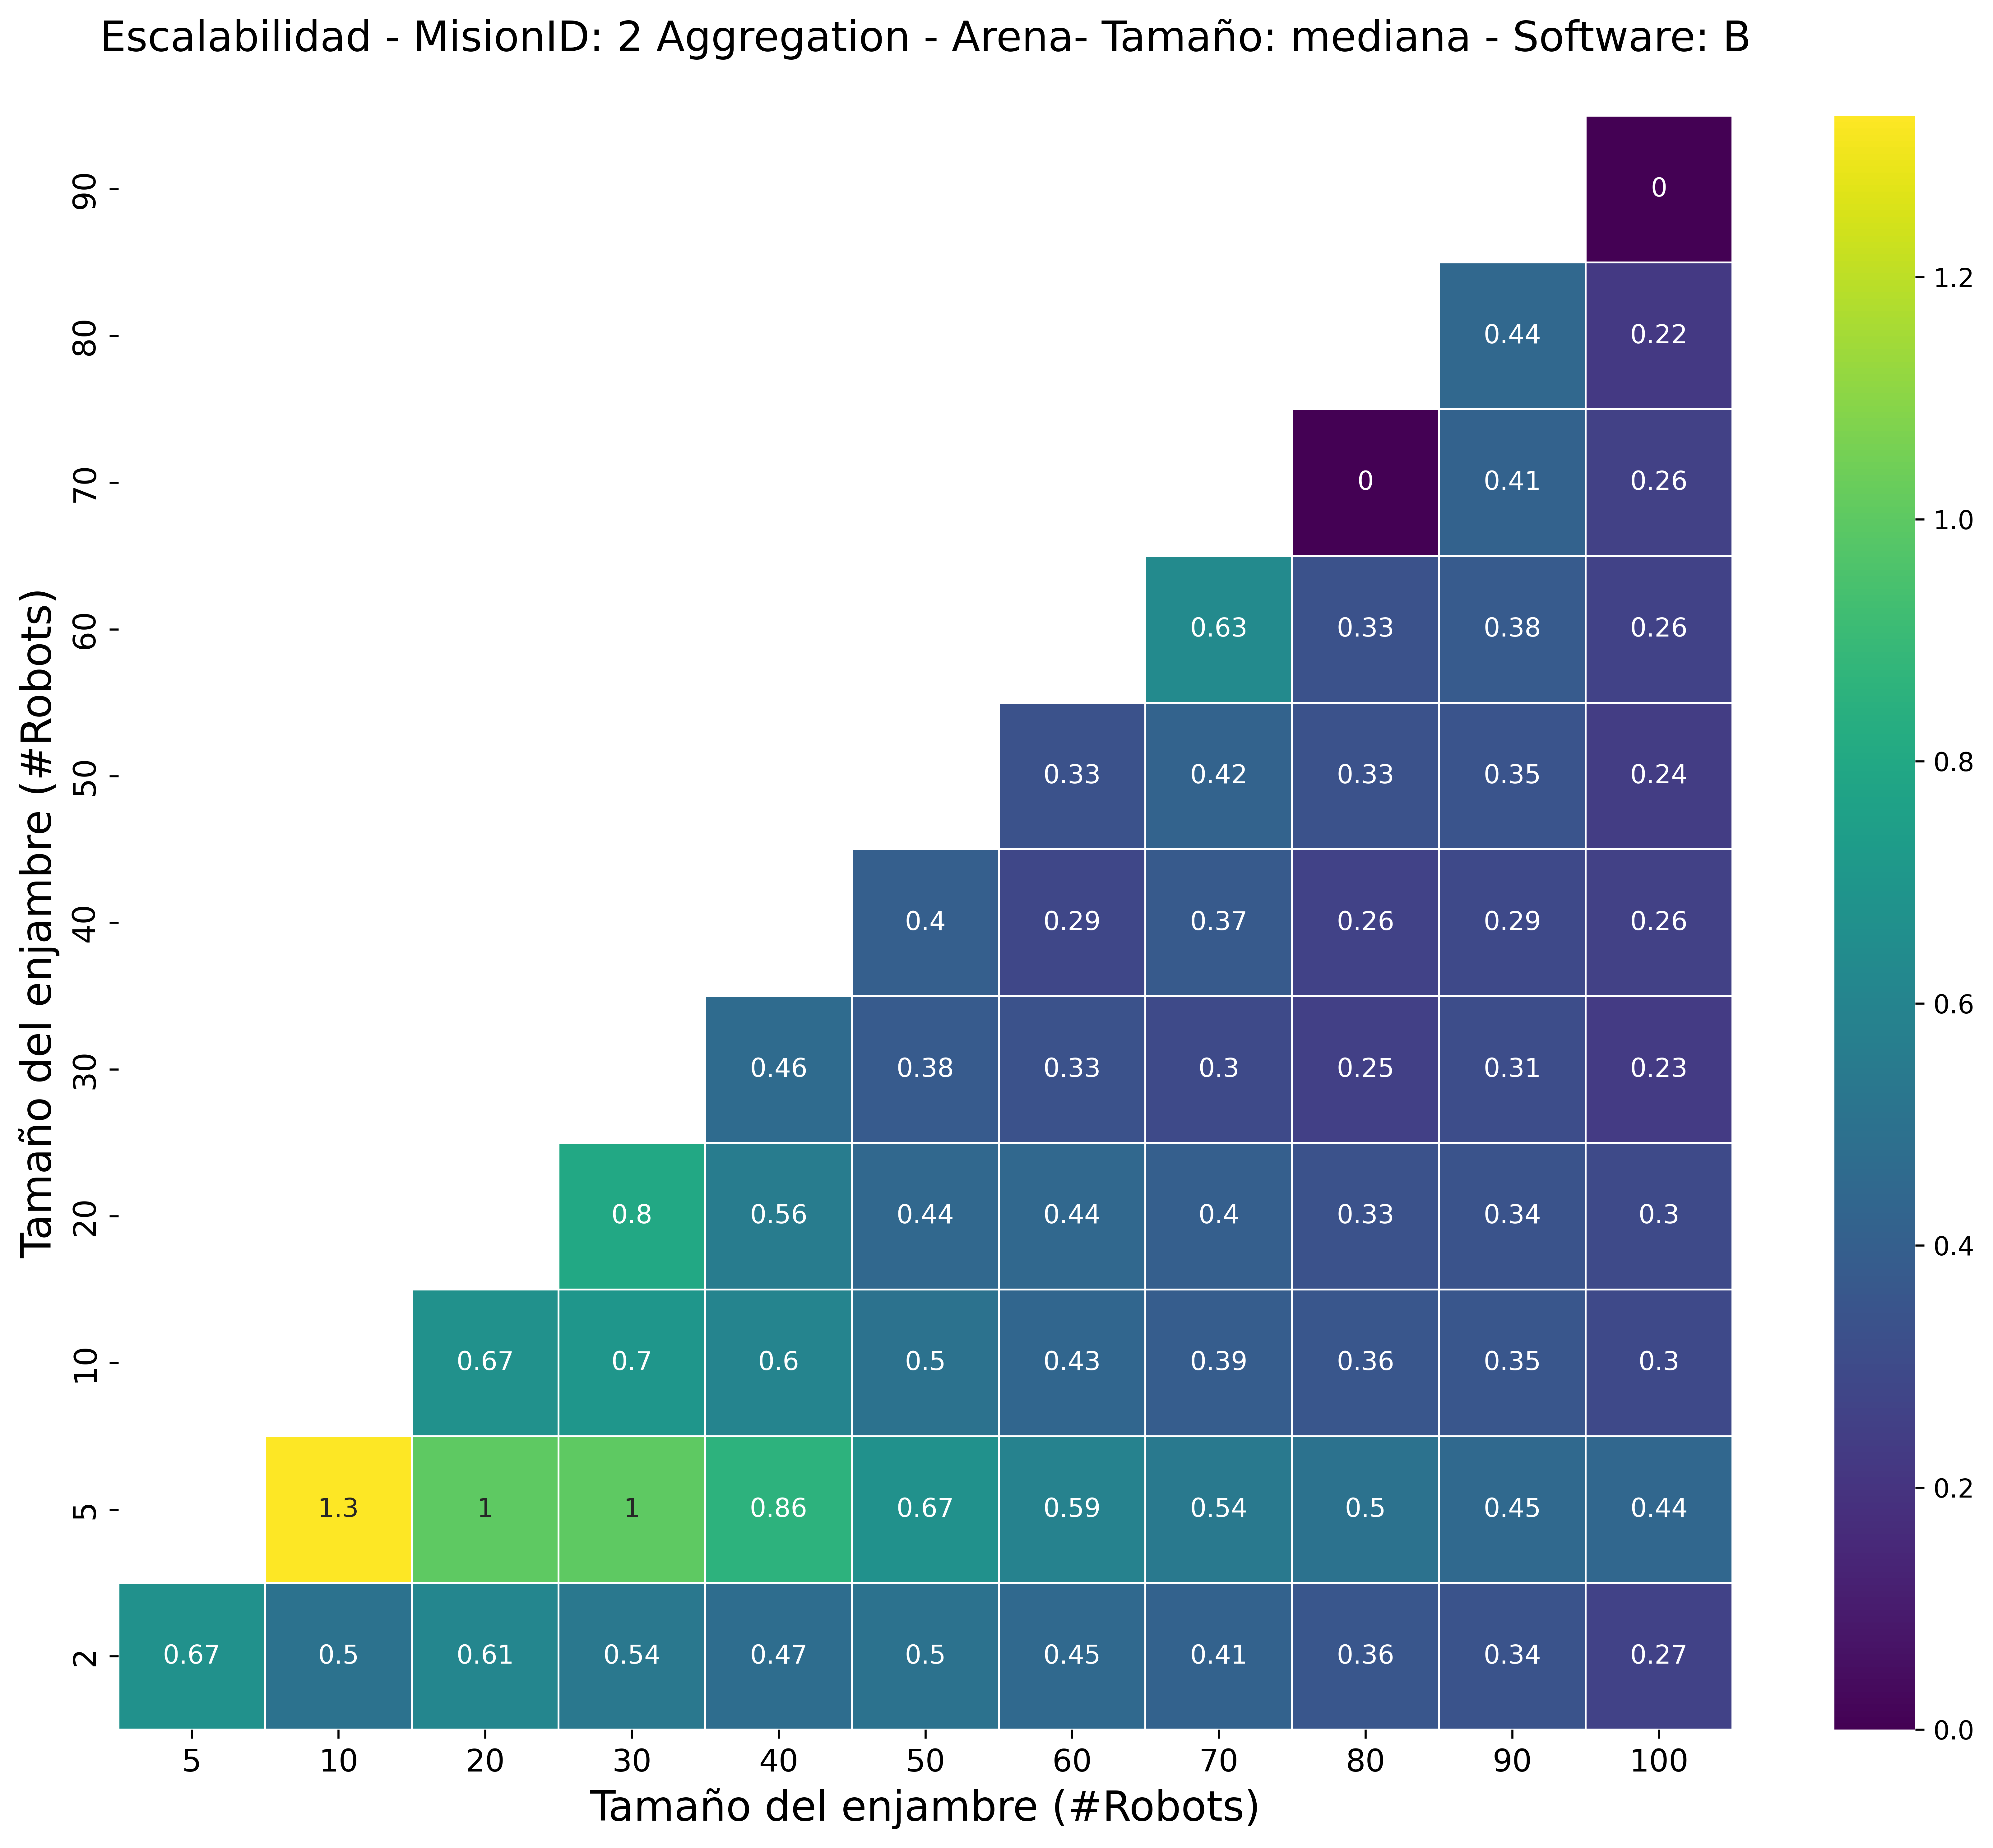 Escalabilidad - MisionID: 2 Aggregation - Arena- Tamaño: mediana - Software: B
90 0
80 0.44 0.22
70 0 0.41 0.26
60 0.63 0.33 0.38 0.26
50 0.33 0.42 0.33 0.35 0.24
40 0.4 0.29 0.37 0.26 0.29 0.26
30 0.46 0.38 0.33 0.3 0.25 0.31 0.23
20 0.8 0.56 0.44 0.44 0.4 0.33 0.34 0.3
10 0.67 0.7 0.6 0.5 0.43 0.39 0.36 0.35 0.3
5 1.3 1 1 0.86 0.67 0.59 0.54 0.5 0.45 0.44
2 0.67 0.5 0.61 0.54 0.47 0.5 0.45 0.41 0.36 0.34 0.27
5 10 20 30 40 50 60 70 80 90 100
Tamaño del enjambre (#Robots)
Tamaño del enjambre (#Robots)
1.2
1.0
0.8
0.6
0.4
0.2
0.0